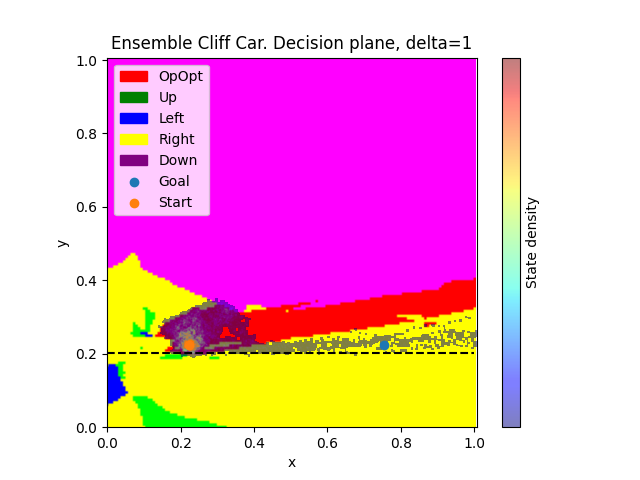 Ensemble Cliff Car. Decision plane, delta=1
OpOpt
Up
Left
Right
Down
Goal
Start
1.0
0.8
0.6
0.4
0.2
0.0
y
0.0 0.2 0.4 0.6 0.8 1.0
x
State density